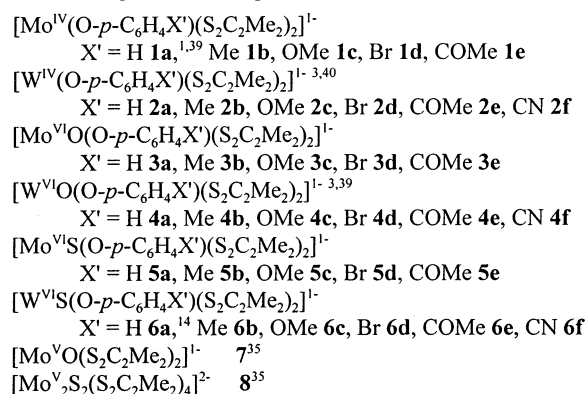 [Mo^IV(O-p-C₆H₄X')(S₂C₂Me₂)₂]^1-
X' = H 1a,^1,39 Me 1b, OMe 1c, Br 1d, COMe 1e
[W^IV(O-p-C₆H₄X')(S₂C₂Me₂)₂]^1- 3,40
X' = H 2a, Me 2b, OMe 2c, Br 2d, COMe 2e, CN 2f
[Mo^VIO(O-p-C₆H₄X')(S₂C₂Me₂)₂]^1-
X' = H 3a, Me 3b, OMe 3c, Br 3d, COMe 3e
[W^VIO(O-p-C₆H₄X')(S₂C₂Me₂)₂]^1- 3,39
X' = H 4a, Me 4b, OMe 4c, Br 4d, COMe 4e, CN 4f
[Mo^VIS(O-p-C₆H₄X')(S₂C₂Me₂)₂]^1-
X' = H 5a, Me 5b, OMe 5c, Br 5d, COMe 5e
[W^VIS(O-p-C₆H₄X')(S₂C₂Me₂)₂]^1-
X' = H 6a,^14 Me 6b, OMe 6c, Br 6d, COMe 6e, CN 6f
[Mo^VO(S₂C₂Me₂)₂]^1- 7^35
[Mo^V₂S₂(S₂C₂Me₂)₄]^2- 8^35